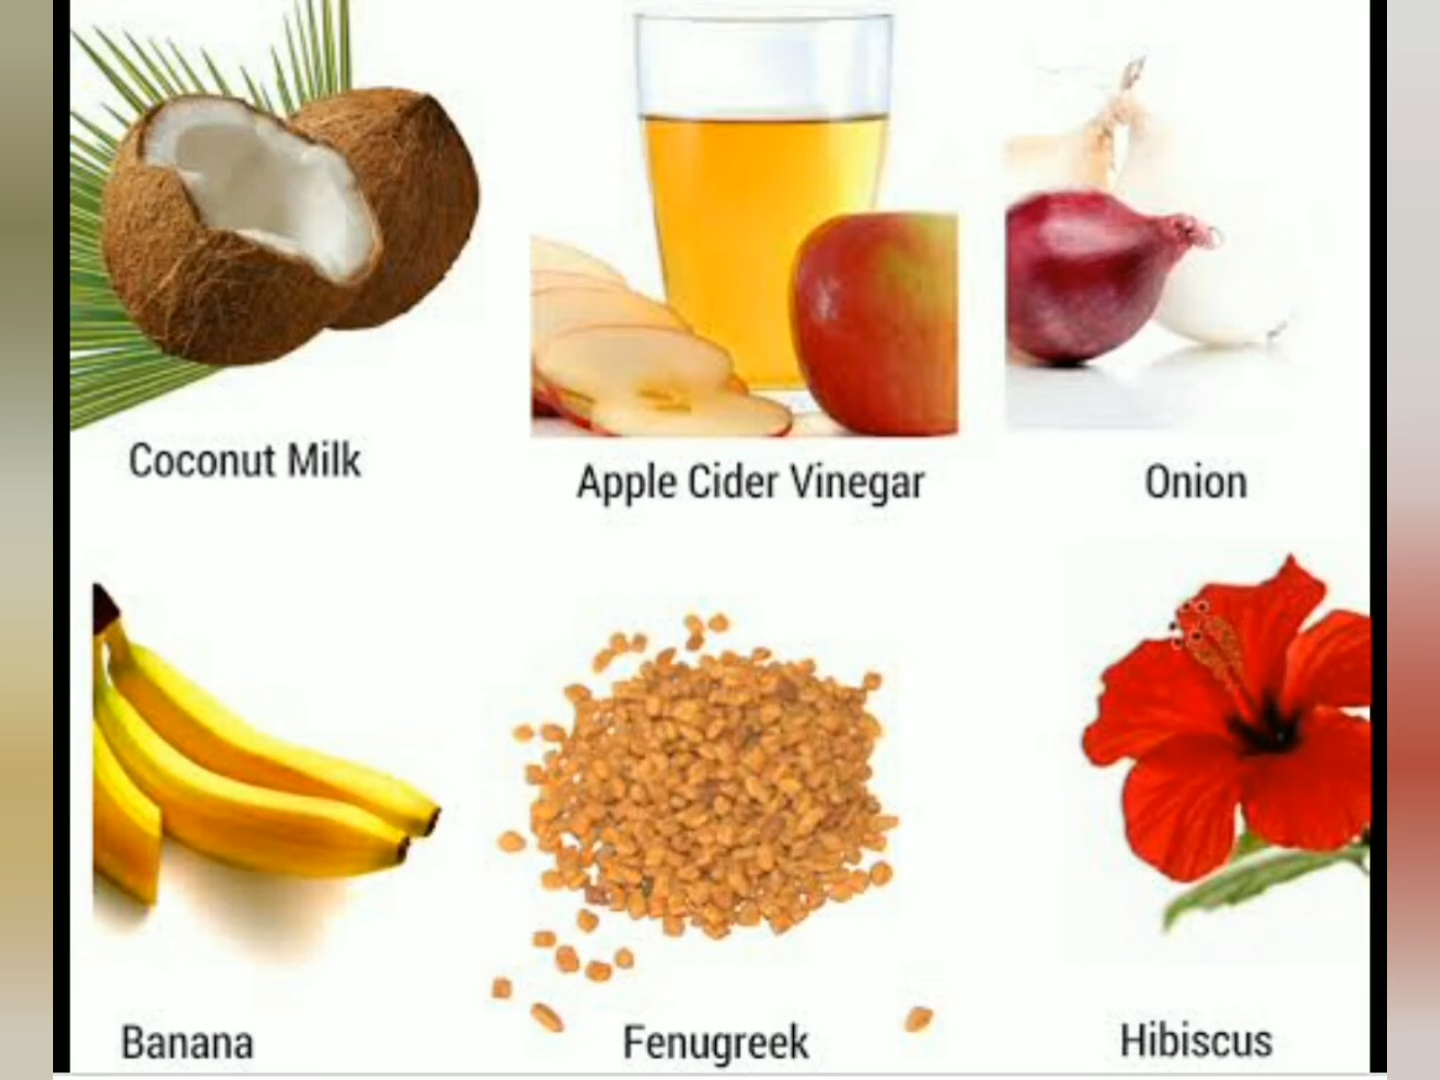 Coconut Milk
Apple Cider Vinegar
Onion
Banana
Fenugreek
Hibiscus